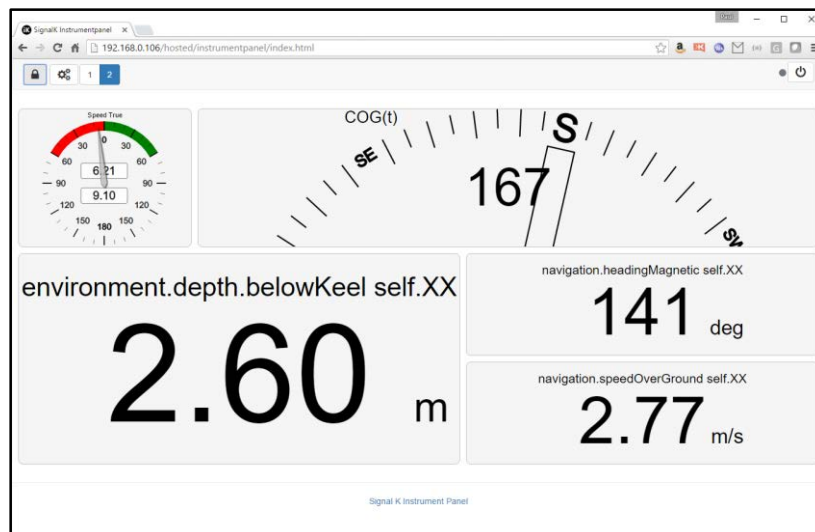 SignalK Instrumentpanel
192.168.0.106/hosted/instrumentpanel/index.html
1 2
Speed True
30 0 30
60 60
6.21
90 90
9.10
120 120
150 180 150
COG(t)
SE S SW
167
environment.depth.belowKeel self.XX
2.60 m
navigation.headingMagnetic self.XX
141 deg
navigation.speedOverGround self.XX
2.77 m/s
Signal K Instrument Panel